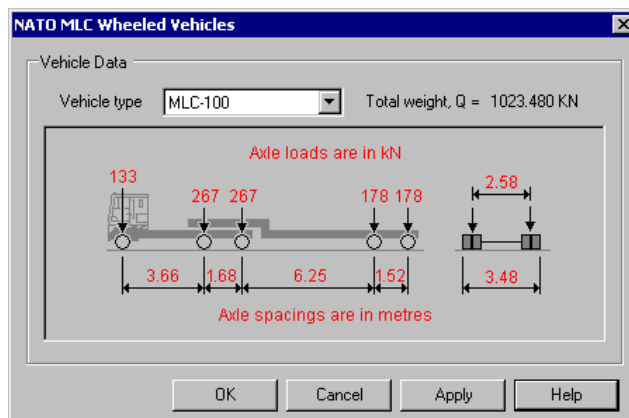 NATO MLC Wheeled Vehicles
Vehicle Data
Vehicle type MLC-100 Total weight, Q = 1023.480 KN
Axle loads are in kN
133 267 267 178 178 2.58
3.66 1.68 6.25 1.52 3.48
Axle spacings are in metres
OK Cancel Apply Help